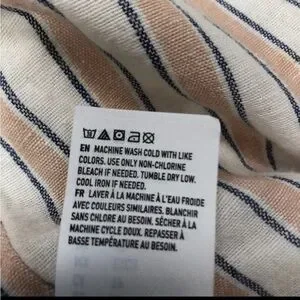 EN MACHINE WASH COLD WITH LIKE
COLORS. USE ONLY NON-CHLORINE
BLEACH IF NEEDED. TUMBLE DRY LOW.
COOL IRON IF NEEDED.
FR LAVER À LA MACHINE À L'EAU FROIDE
AVEC COULEURS SIMILAIRES. BLANCHIR
SANS CHLORE AU BESOIN. SÉCHER À LA
MACHINE CYCLE DOUX. REPASSER À
BASSE TEMPÉRATURE AU BESOIN.